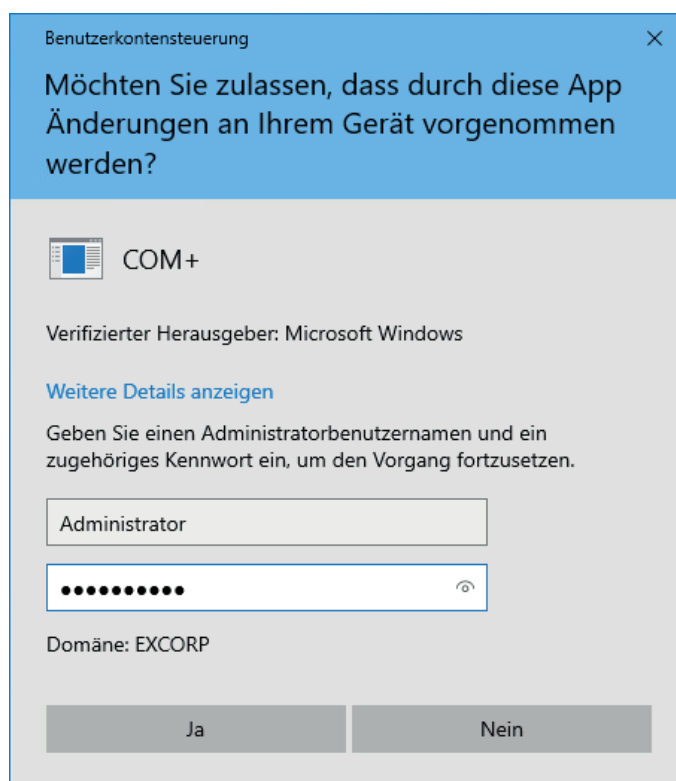 Benutzerkontensteuerung
Möchten Sie zulassen, dass durch diese App
Änderungen an Ihrem Gerät vorgenommen
werden?
COM+
Verifizierter Herausgeber: Microsoft Windows
Weitere Details anzeigen
Geben Sie einen Administratorbenutzernamen und ein
zugehöriges Kennwort ein, um den Vorgang fortzusetzen.
Administrator
••••••••••
Domäne: EXCORP
Ja
Nein